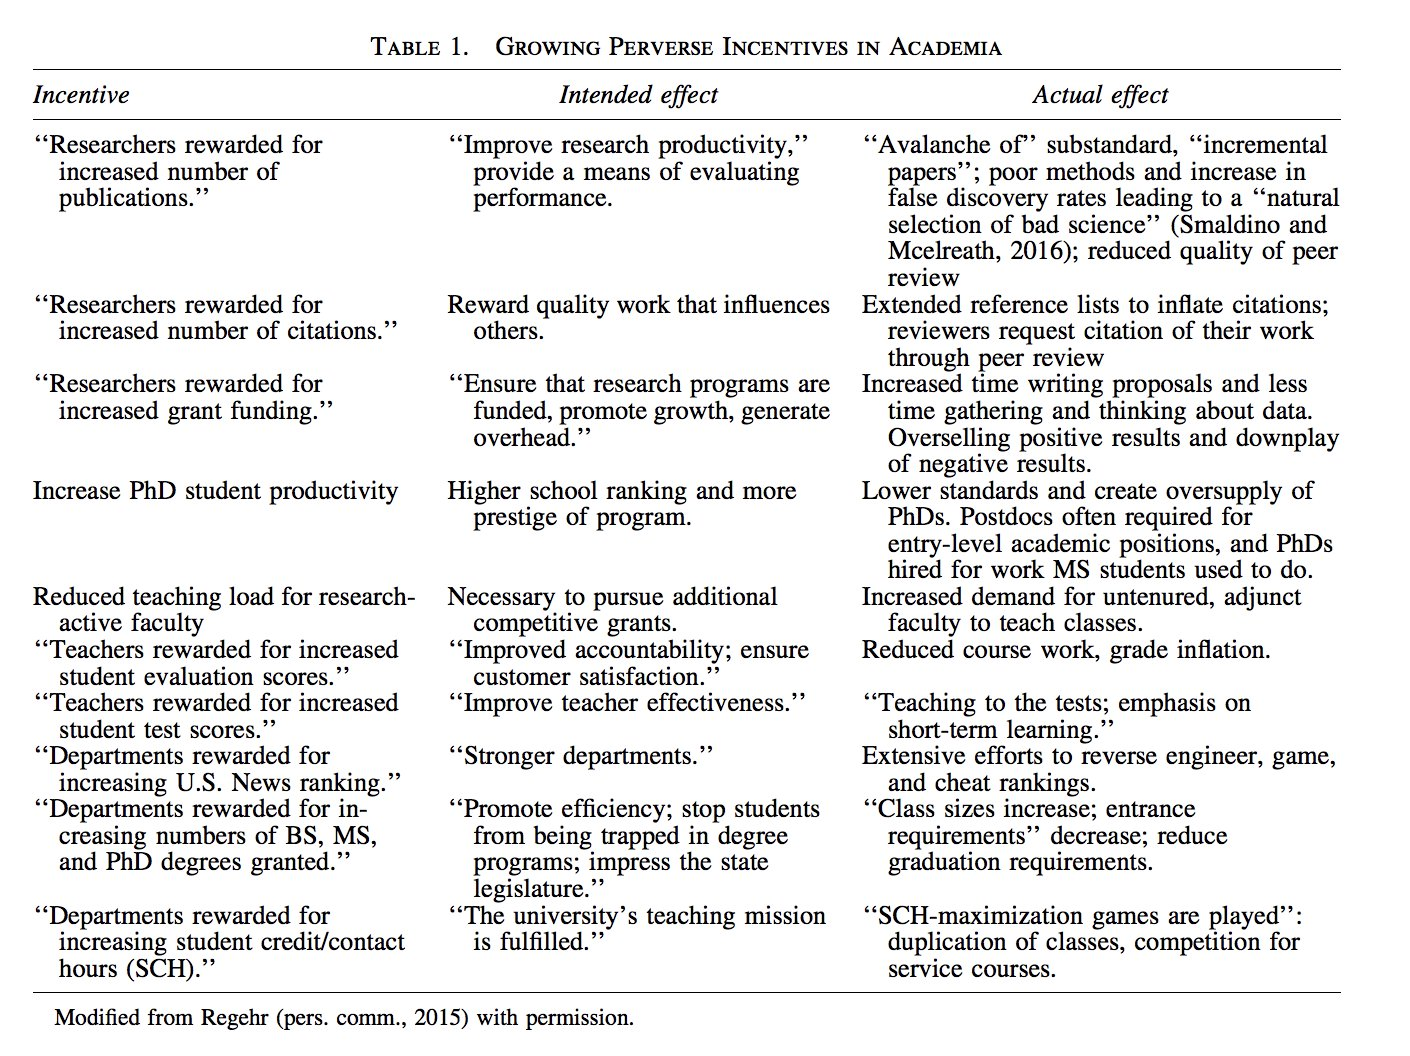 TABLE 1. GROWING PERVERSE INCENTIVES IN ACADEMIA
Incentive Intended effect Actual effect
‘‘Researchers rewarded for increased number of publications.’’
‘‘Improve research productivity,’’ provide a means of evaluating performance.
‘‘Avalanche of’’ substandard, ‘‘incremental papers’’; poor methods and increase in false discovery rates leading to a ‘‘natural selection of bad science’’ (Smaldino and Mcelreath, 2016); reduced quality of peer review
‘‘Researchers rewarded for increased number of citations.’’
Reward quality work that influences others.
Extended reference lists to inflate citations; reviewers request citation of their work through peer review
‘‘Researchers rewarded for increased grant funding.’’
‘‘Ensure that research programs are funded, promote growth, generate overhead.’’
Increased time writing proposals and less time gathering and thinking about data. Overselling positive results and downplay of negative results.
Increase PhD student productivity
Higher school ranking and more prestige of program.
Lower standards and create oversupply of PhDs. Postdocs often required for entry-level academic positions, and PhDs hired for work MS students used to do.
Reduced teaching load for research-active faculty
Necessary to pursue additional competitive grants.
Increased demand for untenured, adjunct faculty to teach classes.
‘‘Teachers rewarded for increased student evaluation scores.’’
‘‘Improved accountability; ensure customer satisfaction.’’
Reduced course work, grade inflation.
‘‘Teachers rewarded for increased student test scores.’’
‘‘Improve teacher effectiveness.’’
‘‘Teaching to the tests; emphasis on short-term learning.’’
‘‘Departments rewarded for increasing U.S. News ranking.’’
‘‘Stronger departments.’’
Extensive efforts to reverse engineer, game, and cheat rankings.
‘‘Departments rewarded for in-creasing numbers of BS, MS, and PhD degrees granted.’’
‘‘Promote efficiency; stop students from being trapped in degree programs; impress the state legislature.’’
‘‘Class sizes increase; entrance requirements’’ decrease; reduce graduation requirements.
‘‘Departments rewarded for increasing student credit/contact hours (SCH).’’
‘‘The university’s teaching mission is fulfilled.’’
‘‘SCH-maximization games are played’’: duplication of classes, competition for service courses.
Modified from Regehr (pers. comm., 2015) with permission.